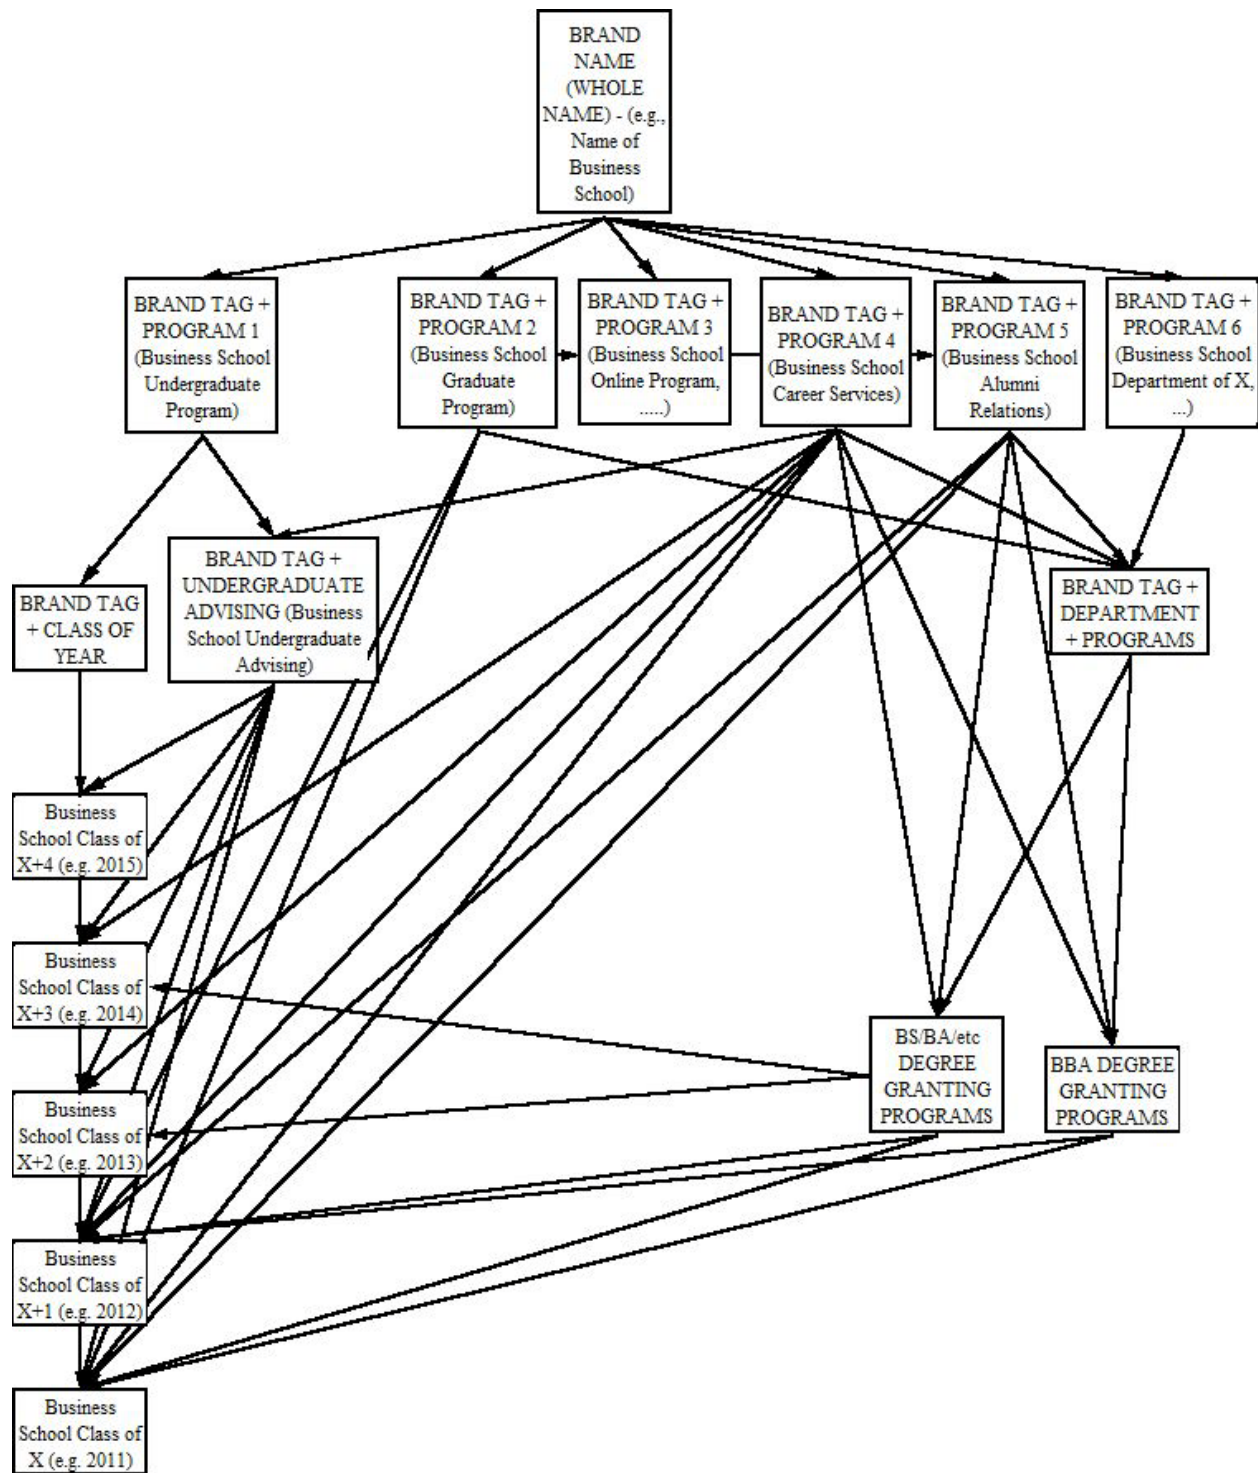 BRAND
NAME
(WHOLE
NAME) - (e.g.,
Name of
Business
School)
BRAND TAG +
PROGRAM 1
(Business School
Undergraduate
Program)
BRAND TAG +
PROGRAM 2
(Business School
Graduate
Program)
BRAND TAG +
PROGRAM 3
(Business School
Online Program,
.....)
BRAND TAG +
PROGRAM 4
(Business School
Career Services)
BRAND TAG +
PROGRAM 5
(Business School
Alumni
Relations)
BRAND TAG +
PROGRAM 6
(Business School
Department of X,
...)
BRAND TAG
+ CLASS OF
YEAR
BRAND TAG +
UNDERGRADUATE
ADVISING (Business
School Undergraduate
Advising)
BRAND TAG +
DEPARTMENT
+ PROGRAMS
Business
School Class of
X+4 (e.g. 2015)
Business
School Class of
X+3 (e.g. 2014)
BS/BA/etc
DEGREE
GRANTING
PROGRAMS
BBA DEGREE
GRANTING
PROGRAMS
Business
School Class of
X+2 (e.g. 2013)
Business
School Class of
X+1 (e.g. 2012)
Business
School Class of
X (e.g. 2011)